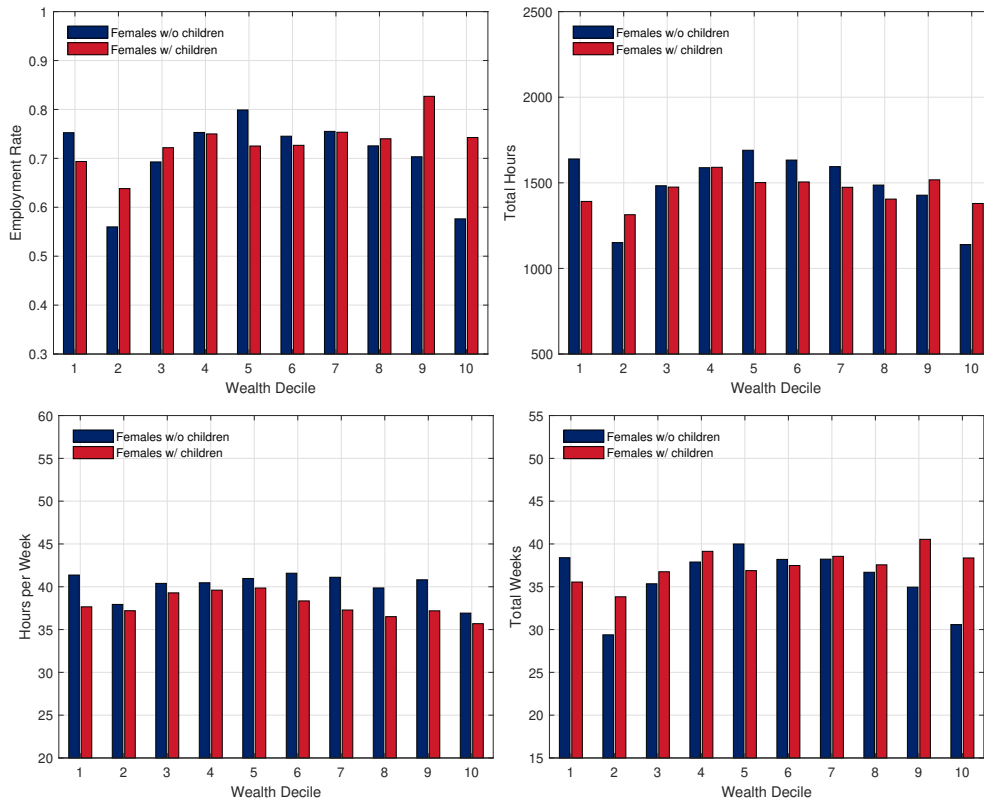 Females w/o children
Females w/ children
1
0.9
0.8
0.7
0.6
0.5
0.4
0.3
Employment Rate
1 2 3 4 5 6 7 8 9 10
Wealth Decile
Females w/o children
Females w/ children
2500
2000
1500
1000
500
Total Hours
1 2 3 4 5 6 7 8 9 10
Wealth Decile
Females w/o children
Females w/ children
60
55
50
45
40
35
30
25
20
Hours per Week
1 2 3 4 5 6 7 8 9 10
Wealth Decile
Females w/o children
Females w/ children
55
50
45
40
35
30
25
20
15
Total Weeks
1 2 3 4 5 6 7 8 9 10
Wealth Decile